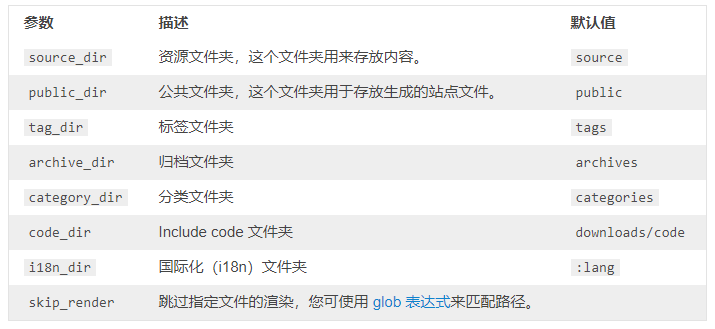 参数 描述 默认值
source_dir 资源文件夹，这个文件夹用来存放内容。 source
public_dir 公共文件夹，这个文件夹用于存放生成的站点文件。 public
tag_dir 标签文件夹 tags
archive_dir 归档文件夹 archives
category_dir 分类文件夹 categories
code_dir Include code 文件夹 downloads/code
i18n_dir 国际化（i18n）文件夹 :lang
skip_render 跳过指定文件的渲染，您可使用 glob 表达式来匹配路径。